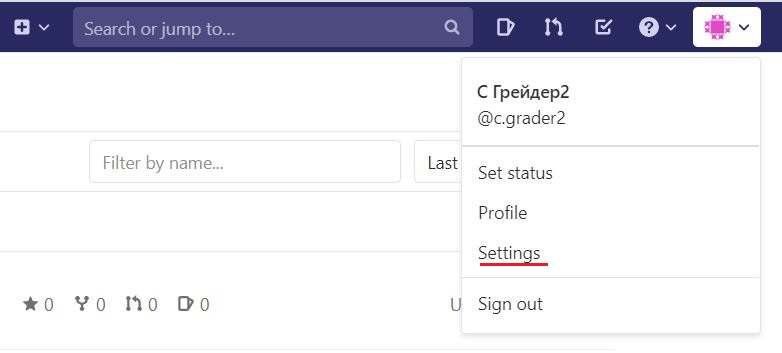 Search or jump to...
С Грейдер2
@c.grader2
Filter by name...
Last
Set status
Profile
Settings
0 0 0 0
U
Sign out